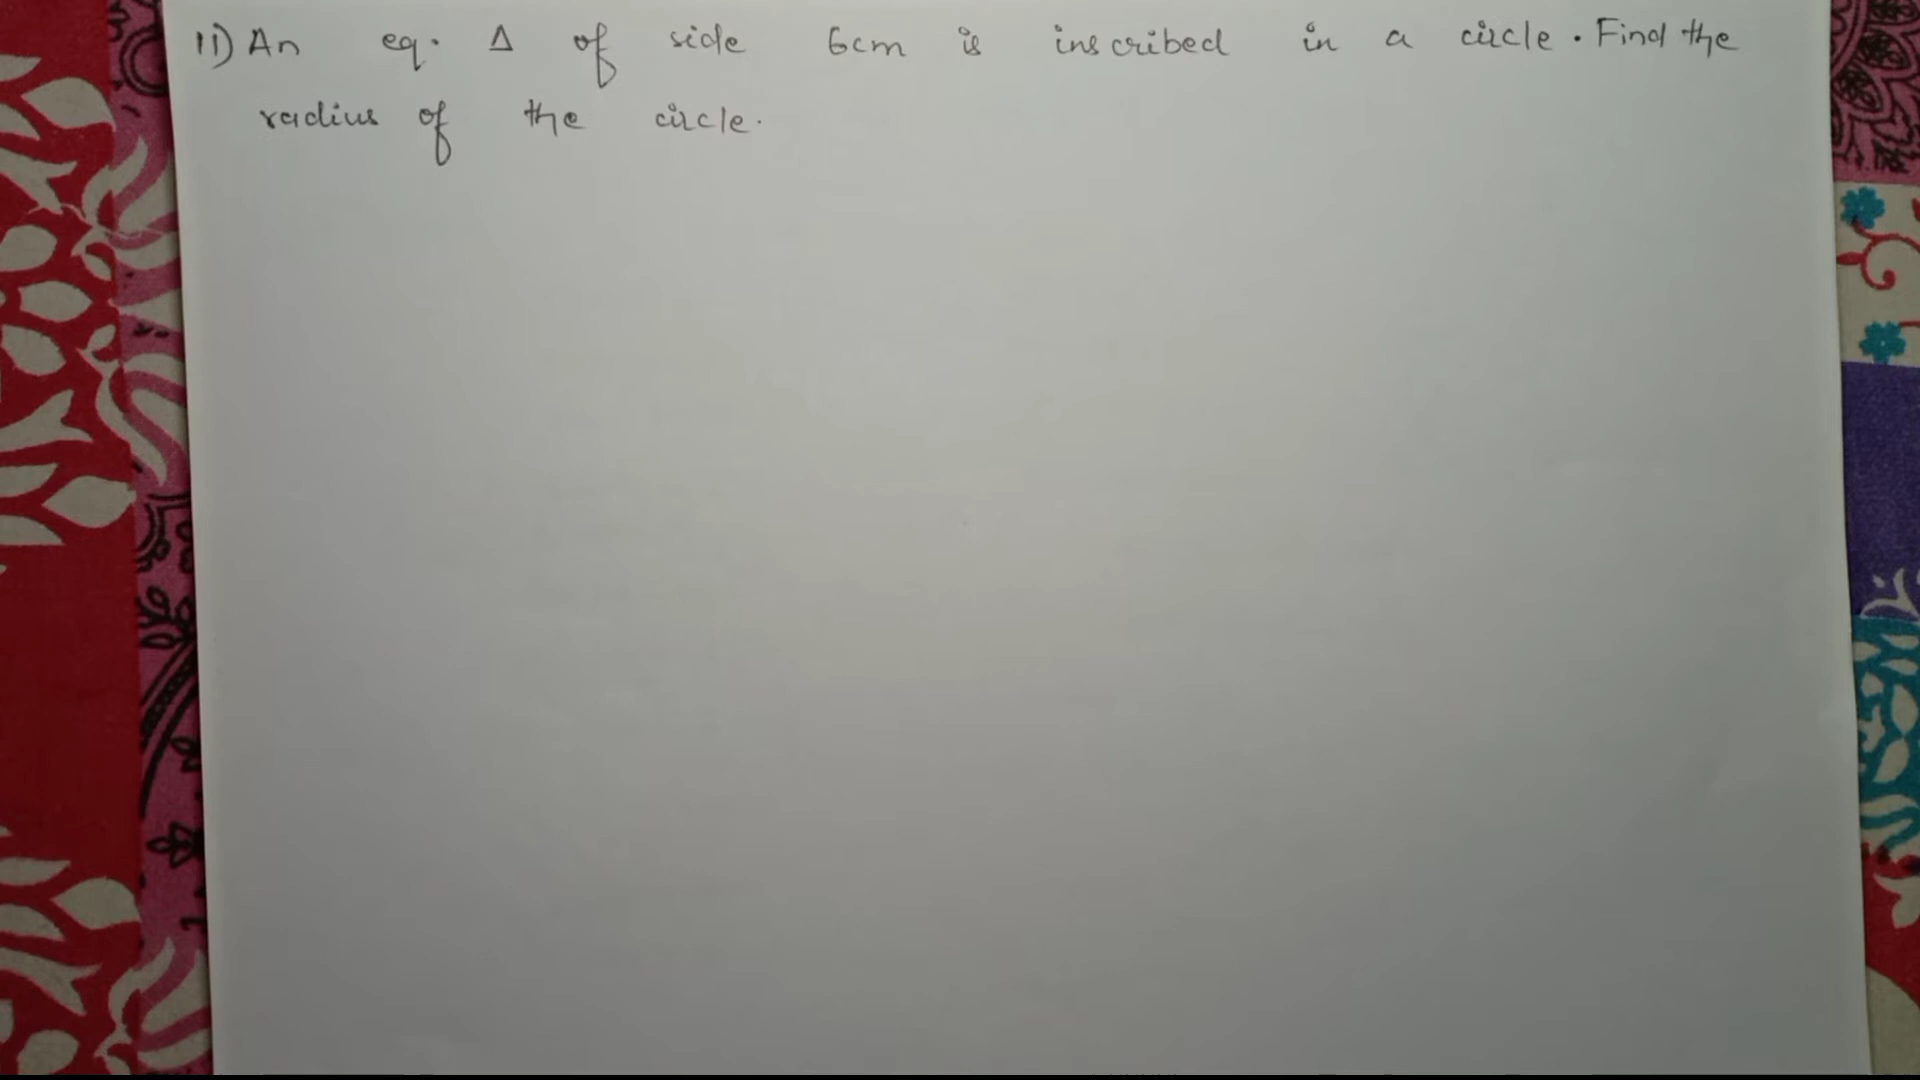 11) An eq. Δ of side 6cm is inscribed in a circle. Find the
radius of the circle.